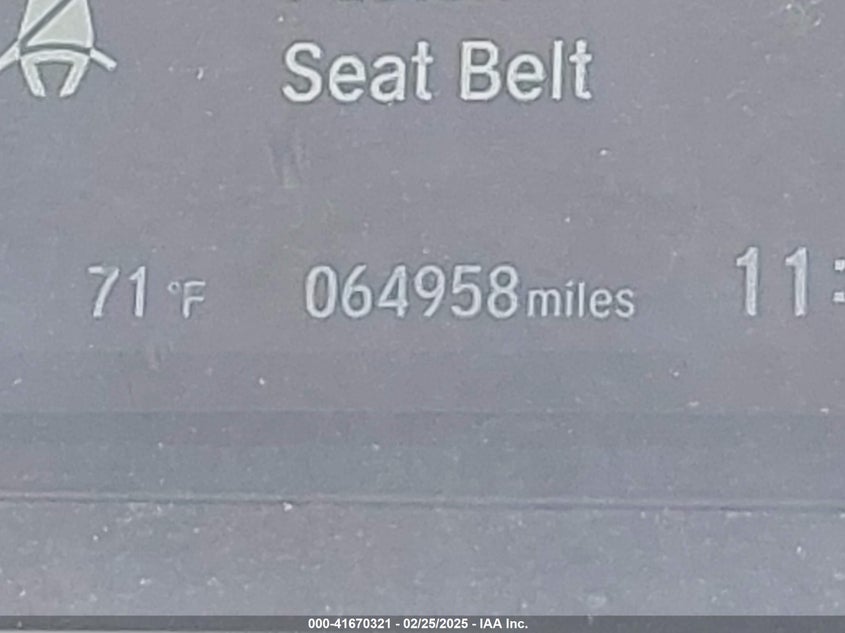 Seat Belt
71 °F 064958 miles 11:
000-41670321 - 02/25/2025 - IAA Inc.